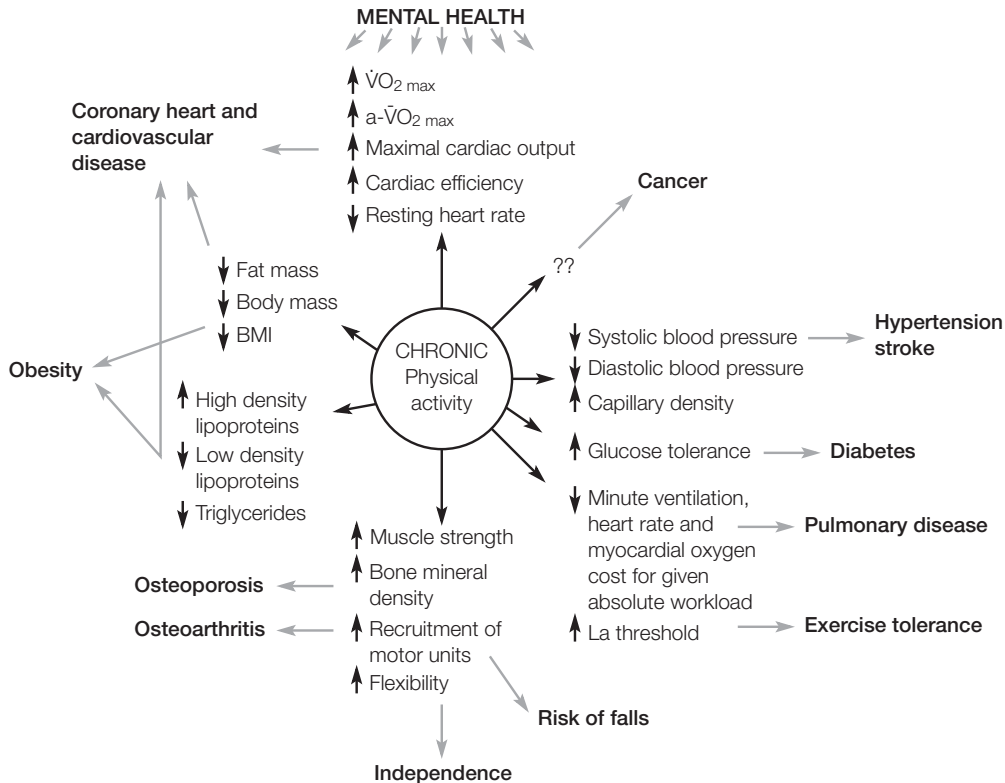 MENTAL HEALTH
V̇O₂ max
a-v̄O₂ max
Maximal cardiac output
Cardiac efficiency
Resting heart rate
Coronary heart and
cardiovascular
disease
Cancer
??
Fat mass
Body mass
BMI
Obesity
CHRONIC
Physical
activity
Systolic blood pressure
Diastolic blood pressure
Capillary density
Hypertension
stroke
High density
lipoproteins
Low density
lipoproteins
Triglycerides
Glucose tolerance
Diabetes
Minute ventilation,
heart rate and
myocardial oxygen
cost for given
absolute workload
Pulmonary disease
La threshold
Exercise tolerance
Muscle strength
Bone mineral
density
Recruitment of
motor units
Flexibility
Osteoporosis
Osteoarthritis
Risk of falls
Independence